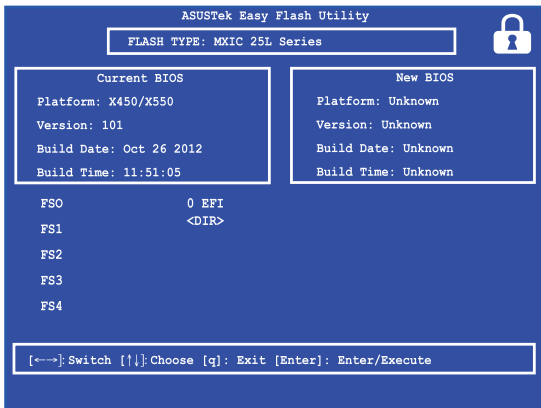 ASUSTek Easy Flash Utility
FLASH TYPE: MXIC 25L Series
Current BIOS
Platform: X450/X550
Version: 101
Build Date: Oct 26 2012
Build Time: 11:51:05
New BIOS
Platform: Unknown
Version: Unknown
Build Date: Unknown
Build Time: Unknown
FSO
FS1
FS2
FS3
FS4
0 EFI
<DIR>
[←→]: Switch [↑↓]: Choose [q]: Exit [Enter]: Enter/Execute